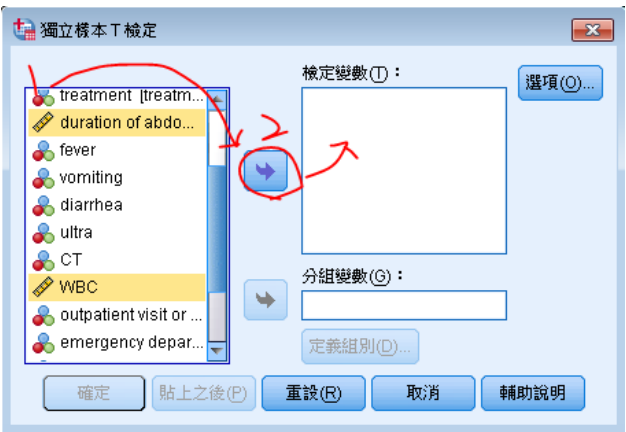 獨立樣本 T 檢定
檢定變數(T)：
選項(O)...
treatment [treatm...
duration of abdo...
fever
vomiting
diarrhea
ultra
CT
WBC
outpatient visit or ...
emergency depar...
2
分組變數(G)：
定義組別(D)...
確定
貼上之後(P)
重設(R)
取消
輔助說明